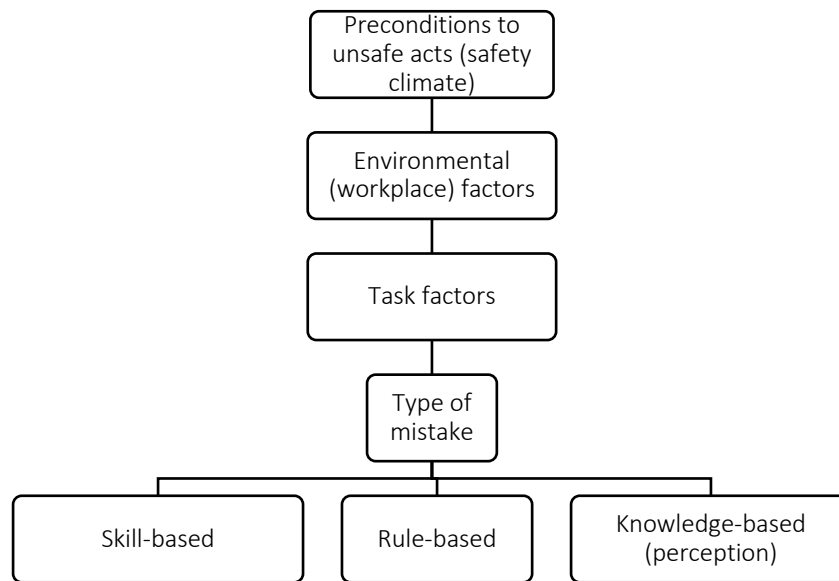 Preconditions to
unsafe acts (safety
climate)
Environmental
(workplace) factors
Task factors
Type of
mistake
Skill-based
Rule-based
Knowledge-based
(perception)